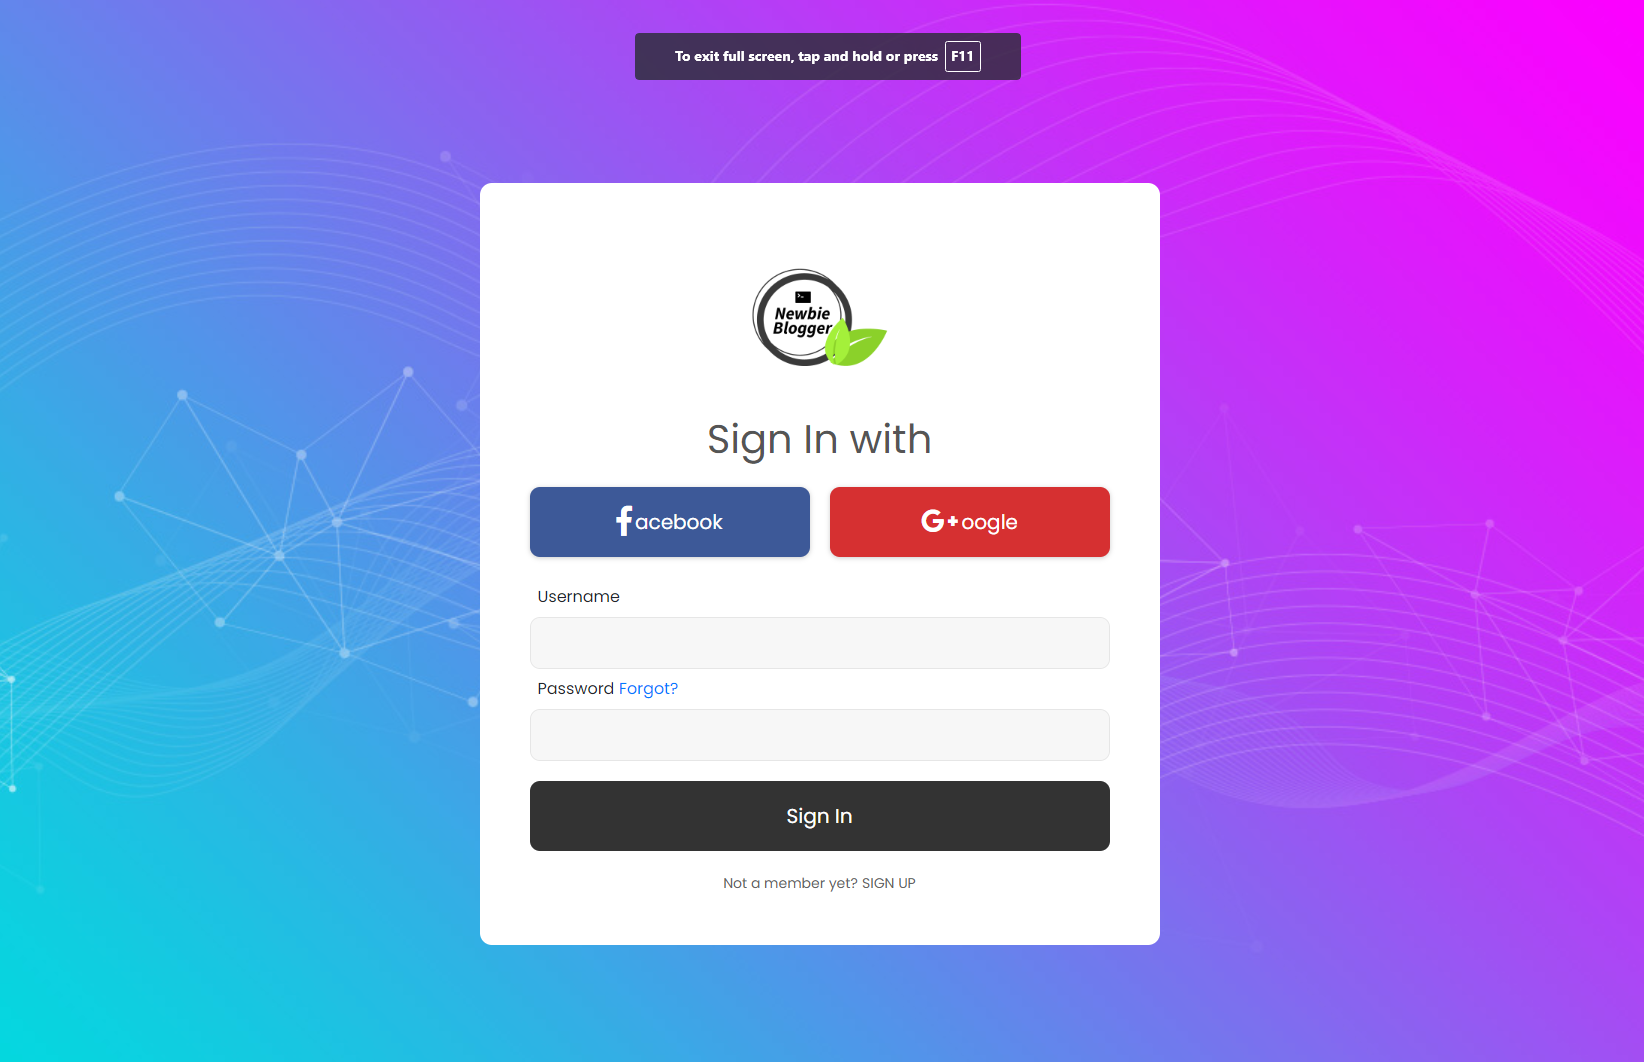 To exit full screen, tap and hold or press F11
>_
Newbie
Blogger
Sign In with
facebook
G+oogle
Username
Password Forgot?
Sign In
Not a member yet? SIGN UP